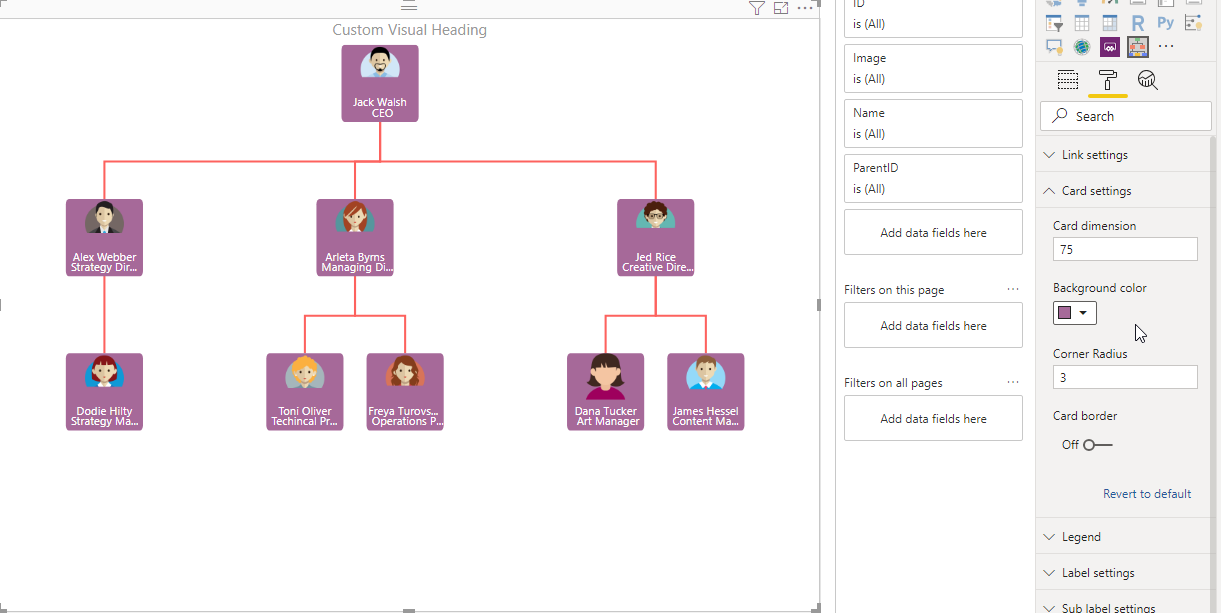 Custom Visual Heading
Jack Walsh
CEO
Alex Webber
Strategy Dir...
Arleta Byrns
Managing Di...
Jed Rice
Creative Dire...
Dodie Hilty
Strategy Ma...
Toni Oliver
Techincal Pr...
Freya Turovs...
Operations P...
Dana Tucker
Art Manager
James Hessel
Content Ma...
ID
is (All)
Image
is (All)
Name
is (All)
ParentID
is (All)
Add data fields here
Filters on this page
Add data fields here
Filters on all pages
Add data fields here
R
Py
Search
Link settings
Card settings
Card dimension
75
Background color
Corner Radius
3
Card border
Off
Revert to default
Legend
Label settings
Sub label settings